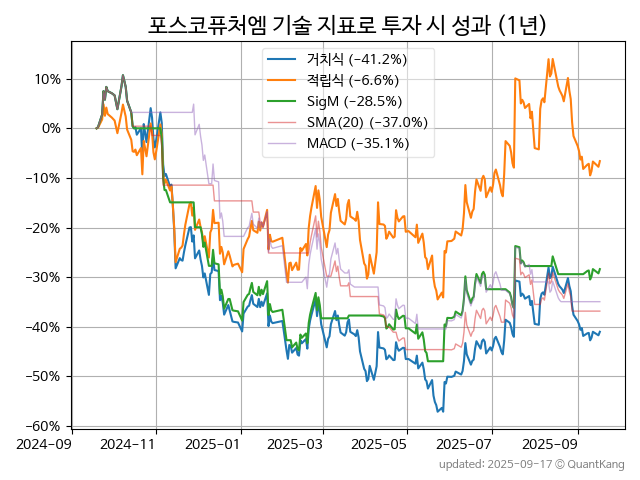 포스코퓨처엠 기술 지표로 투자 시 성과 (1년)
거치식 (−41.2%)
적립식 (−6.6%)
SigM (−28.5%)
SMA(20) (−37.0%)
MACD (−35.1%)
10%
0%
−10%
−20%
−30%
−40%
−50%
−60%
2024-09 2024-11 2025-01 2025-03 2025-05 2025-07 2025-09
updated: 2025-09-17 © QuantKang